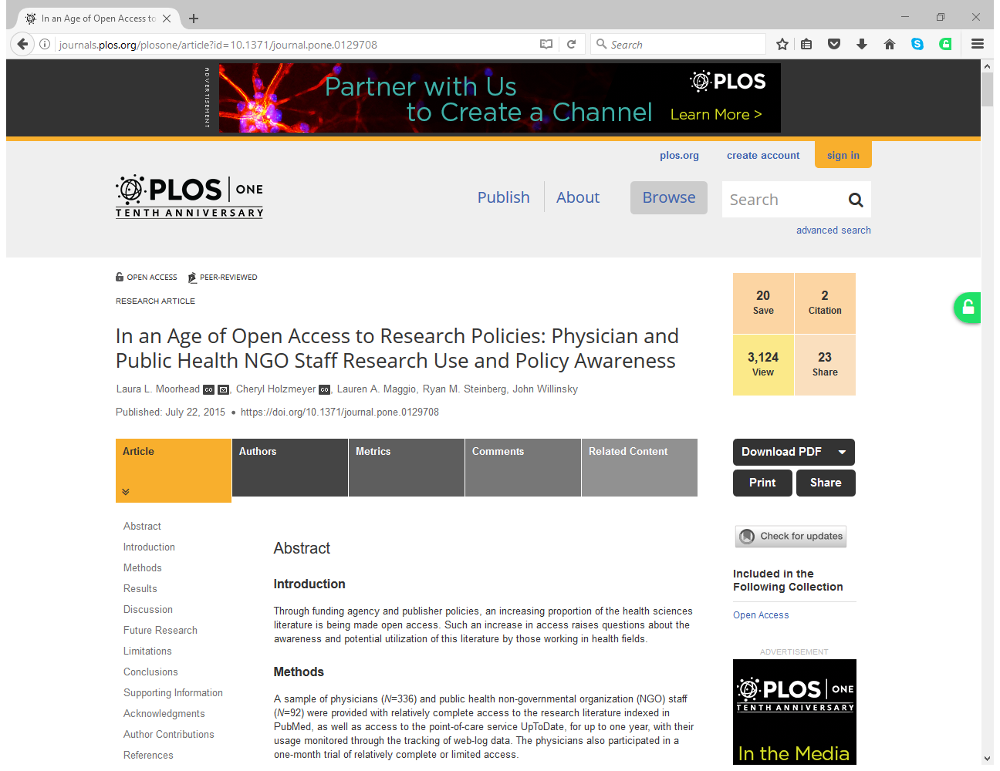 In an Age of Open Access to
journals.plos.org/plosone/article?id=10.1371/journal.pone.0129708
Search
ADVERTISEMENT
Partner with Us
to Create a Channel
PLOS
Learn More >
plos.org
create account
sign in
PLOS | ONE
TENTH ANNIVERSARY
Publish
About
Browse
Search
advanced search
OPEN ACCESS
PEER-REVIEWED
RESEARCH ARTICLE
In an Age of Open Access to Research Policies: Physician and
Public Health NGO Staff Research Use and Policy Awareness
Laura L. Moorhead co, Cheryl Holzmeyer co, Lauren A. Maggio, Ryan M. Steinberg, John Willinsky
Published: July 22, 2015 • https://doi.org/10.1371/journal.pone.0129708
20
Save
2
Citation
3,124
View
23
Share
Article
Authors
Metrics
Comments
Related Content
Download PDF
Print
Share
Abstract
Introduction
Methods
Results
Discussion
Future Research
Limitations
Conclusions
Supporting Information
Acknowledgments
Author Contributions
References
Abstract
Introduction
Through funding agency and publisher policies, an increasing proportion of the health sciences
literature is being made open access. Such an increase in access raises questions about the
awareness and potential utilization of this literature by those working in health fields.
Methods
A sample of physicians (N=336) and public health non-governmental organization (NGO) staff
(N=92) were provided with relatively complete access to the research literature indexed in
PubMed, as well as access to the point-of-care service UpToDate, for up to one year, with their
usage monitored through the tracking of web-log data. The physicians also participated in a
one-month trial of relatively complete or limited access.
Check for updates
Included in the
Following Collection
Open Access
ADVERTISEMENT
PLOS | ONE
TENTH ANNIVERSARY
In the Media